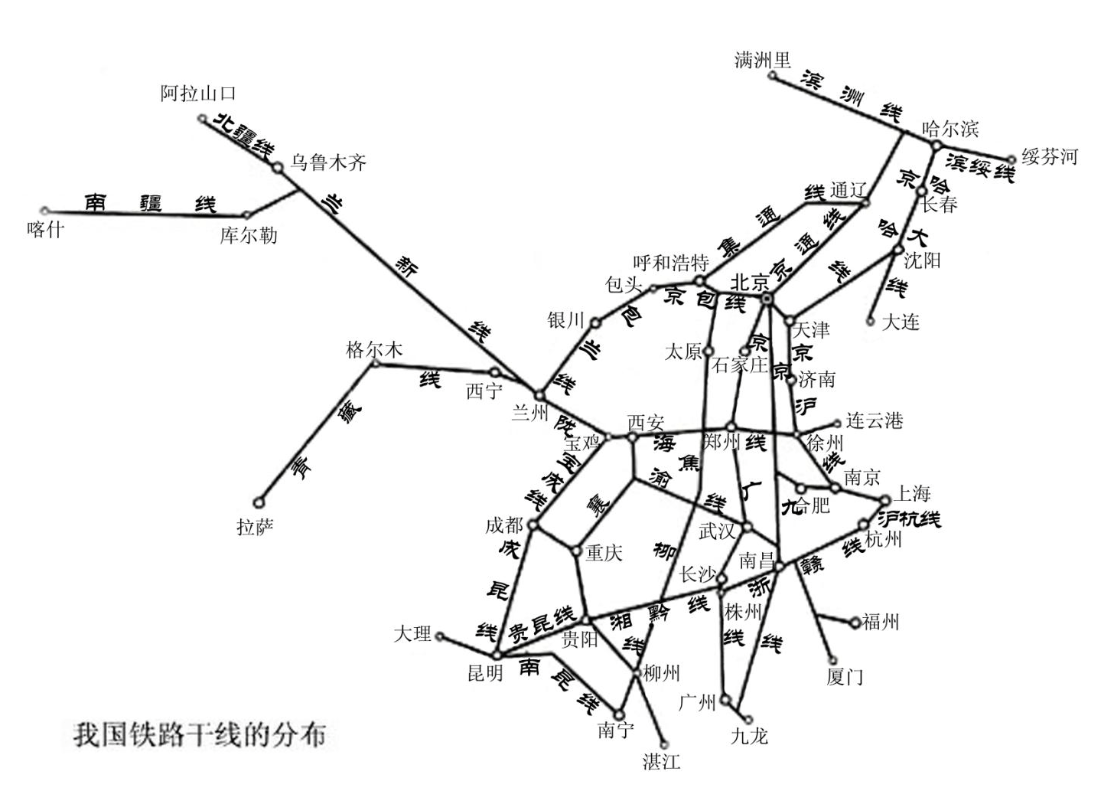 满洲里
滨洲线
阿拉山口
北疆线
哈尔滨
绥芬河
滨绥线
乌鲁木齐
南疆线
喀什
库尔勒
兰新线
通辽
集通线
京通线
京哈线
长春
哈大线
沈阳
大连
呼和浩特
包头
京包线
北京
银川
包兰线
天津
太原
石家庄
济南
格尔木
西宁
青藏线
拉萨
兰州
京沪线
京广线
京九线
连云港
陇海线
宝鸡
西安
郑州
徐州
宝成线
襄渝线
焦柳线
南京
合肥
上海
沪杭线
杭州
成都
重庆
武汉
南昌
浙赣线
成昆线
长沙
株州
湘黔线
贵昆线
贵阳
大理
昆明
南昆线
柳州
福州
厦门
广州
九龙
南宁
湛江
我国铁路干线的分布